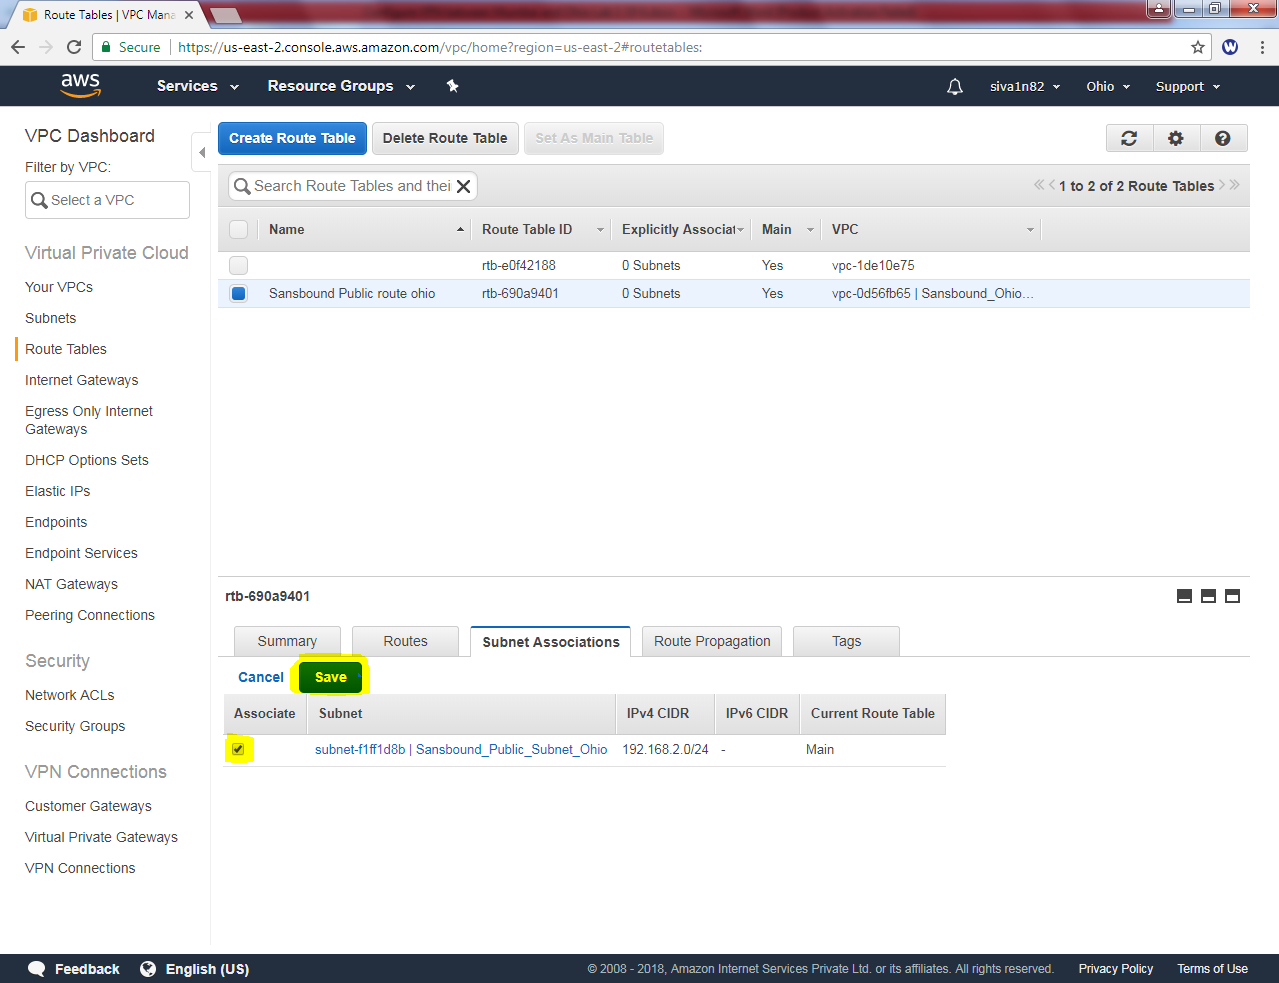 Route Tables | VPC Mana
Secure
https://us-east-2.console.aws.amazon.com/vpc/home?region=us-east-2#routetables:
W
aws
Services
Resource Groups
siva1n82
Ohio
Support
VPC Dashboard
Filter by VPC:
Select a VPC
Virtual Private Cloud
Your VPCs
Subnets
Route Tables
Internet Gateways
Egress Only Internet
Gateways
DHCP Options Sets
Elastic IPs
Endpoints
Endpoint Services
NAT Gateways
Peering Connections
Security
Network ACLs
Security Groups
VPN Connections
Customer Gateways
Virtual Private Gateways
VPN Connections
Create Route Table
Delete Route Table
Set As Main Table
Search Route Tables and thei
1 to 2 of 2 Route Tables
Name Route Table ID Explicitly Associat Main VPC
rtb-e0f42188 0 Subnets Yes vpc-1de10e75
Sansbound Public route ohio rtb-690a9401 0 Subnets Yes vpc-0d56fb65 | Sansbound_Ohio…
rtb-690a9401
Summary Routes Subnet Associations Route Propagation Tags
Cancel Save
Associate Subnet IPv4 CIDR IPv6 CIDR Current Route Table
subnet-f1ff1d8b | Sansbound_Public_Subnet_Ohio 192.168.2.0/24 - Main
Feedback English (US)
© 2008 - 2018, Amazon Internet Services Private Ltd. or its affiliates. All rights reserved. Privacy Policy Terms of Use